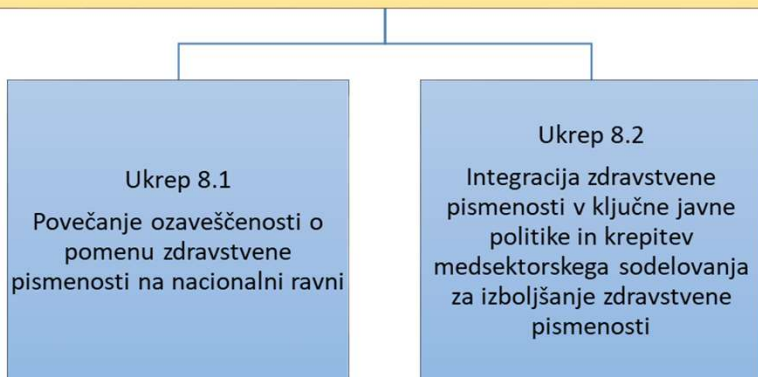 Ukrep 8.1
Povečanje ozaveščenosti o
pomenu zdravstvene
pismenosti na nacionalni ravni
Ukrep 8.2
Integracija zdravstvene
pismenosti v ključne javne
politike in krepitev
medsektorskega sodelovanja
za izboljšanje zdravstvene
pismenosti